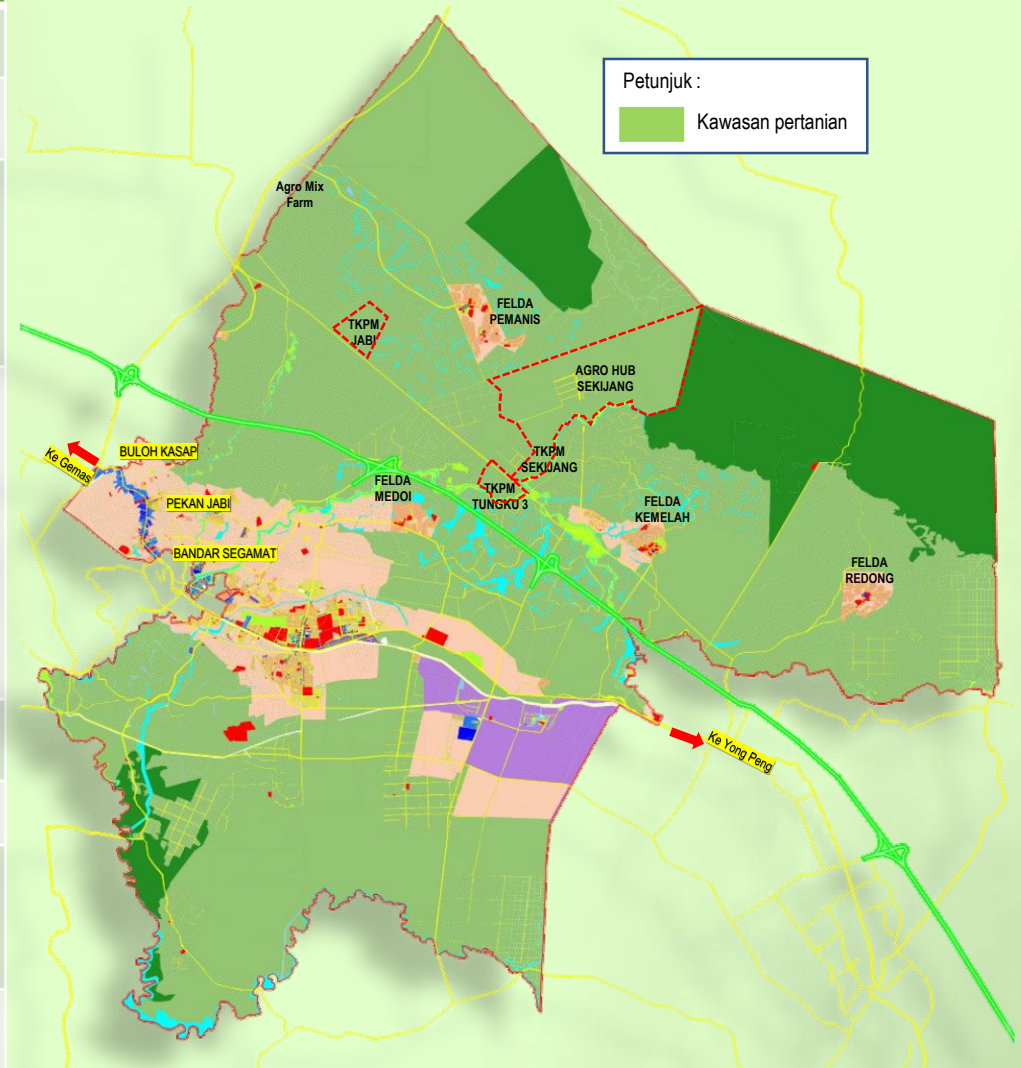 Petunjuk :
Kawasan pertanian
Agro Mix
Farm
FELDA
PEMANIS
TKPM
JABI
AGRO HUB
SEKIJANG
BULOH KASAP
Ke Gemas
TKPM
SEKIJANG
FELDA
MEDOI
TKPM
TUNGKU 3
PEKAN JABI
FELDA
KEMELAH
BANDAR SEGAMAT
FELDA
REDONG
Ke Yong Peng